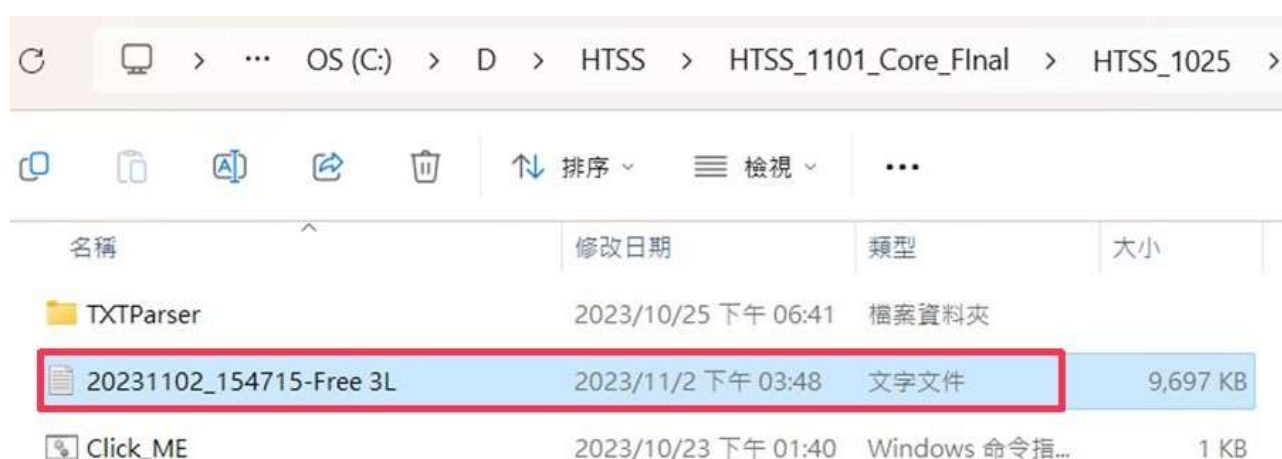 … OS (C:) > D > HTSS > HTSS_1101_Core_FInal > HTSS_1025 >
排序 檢視 …
名稱 修改日期 類型 大小
TXTParser 2023/10/25 下午 06:41 檔案資料夾
20231102_154715-Free 3L 2023/11/2 下午 03:48 文字文件 9,697 KB
Click_ME 2023/10/23 下午 01:40 Windows 命令指... 1 KB